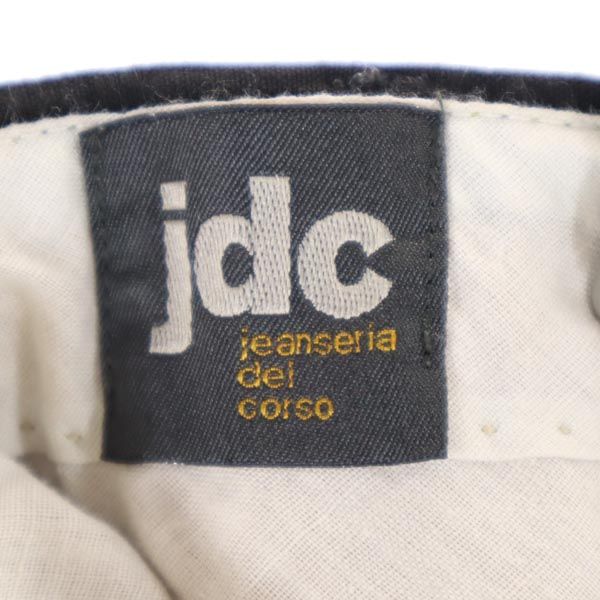 jdc
jeanseria
del
corso